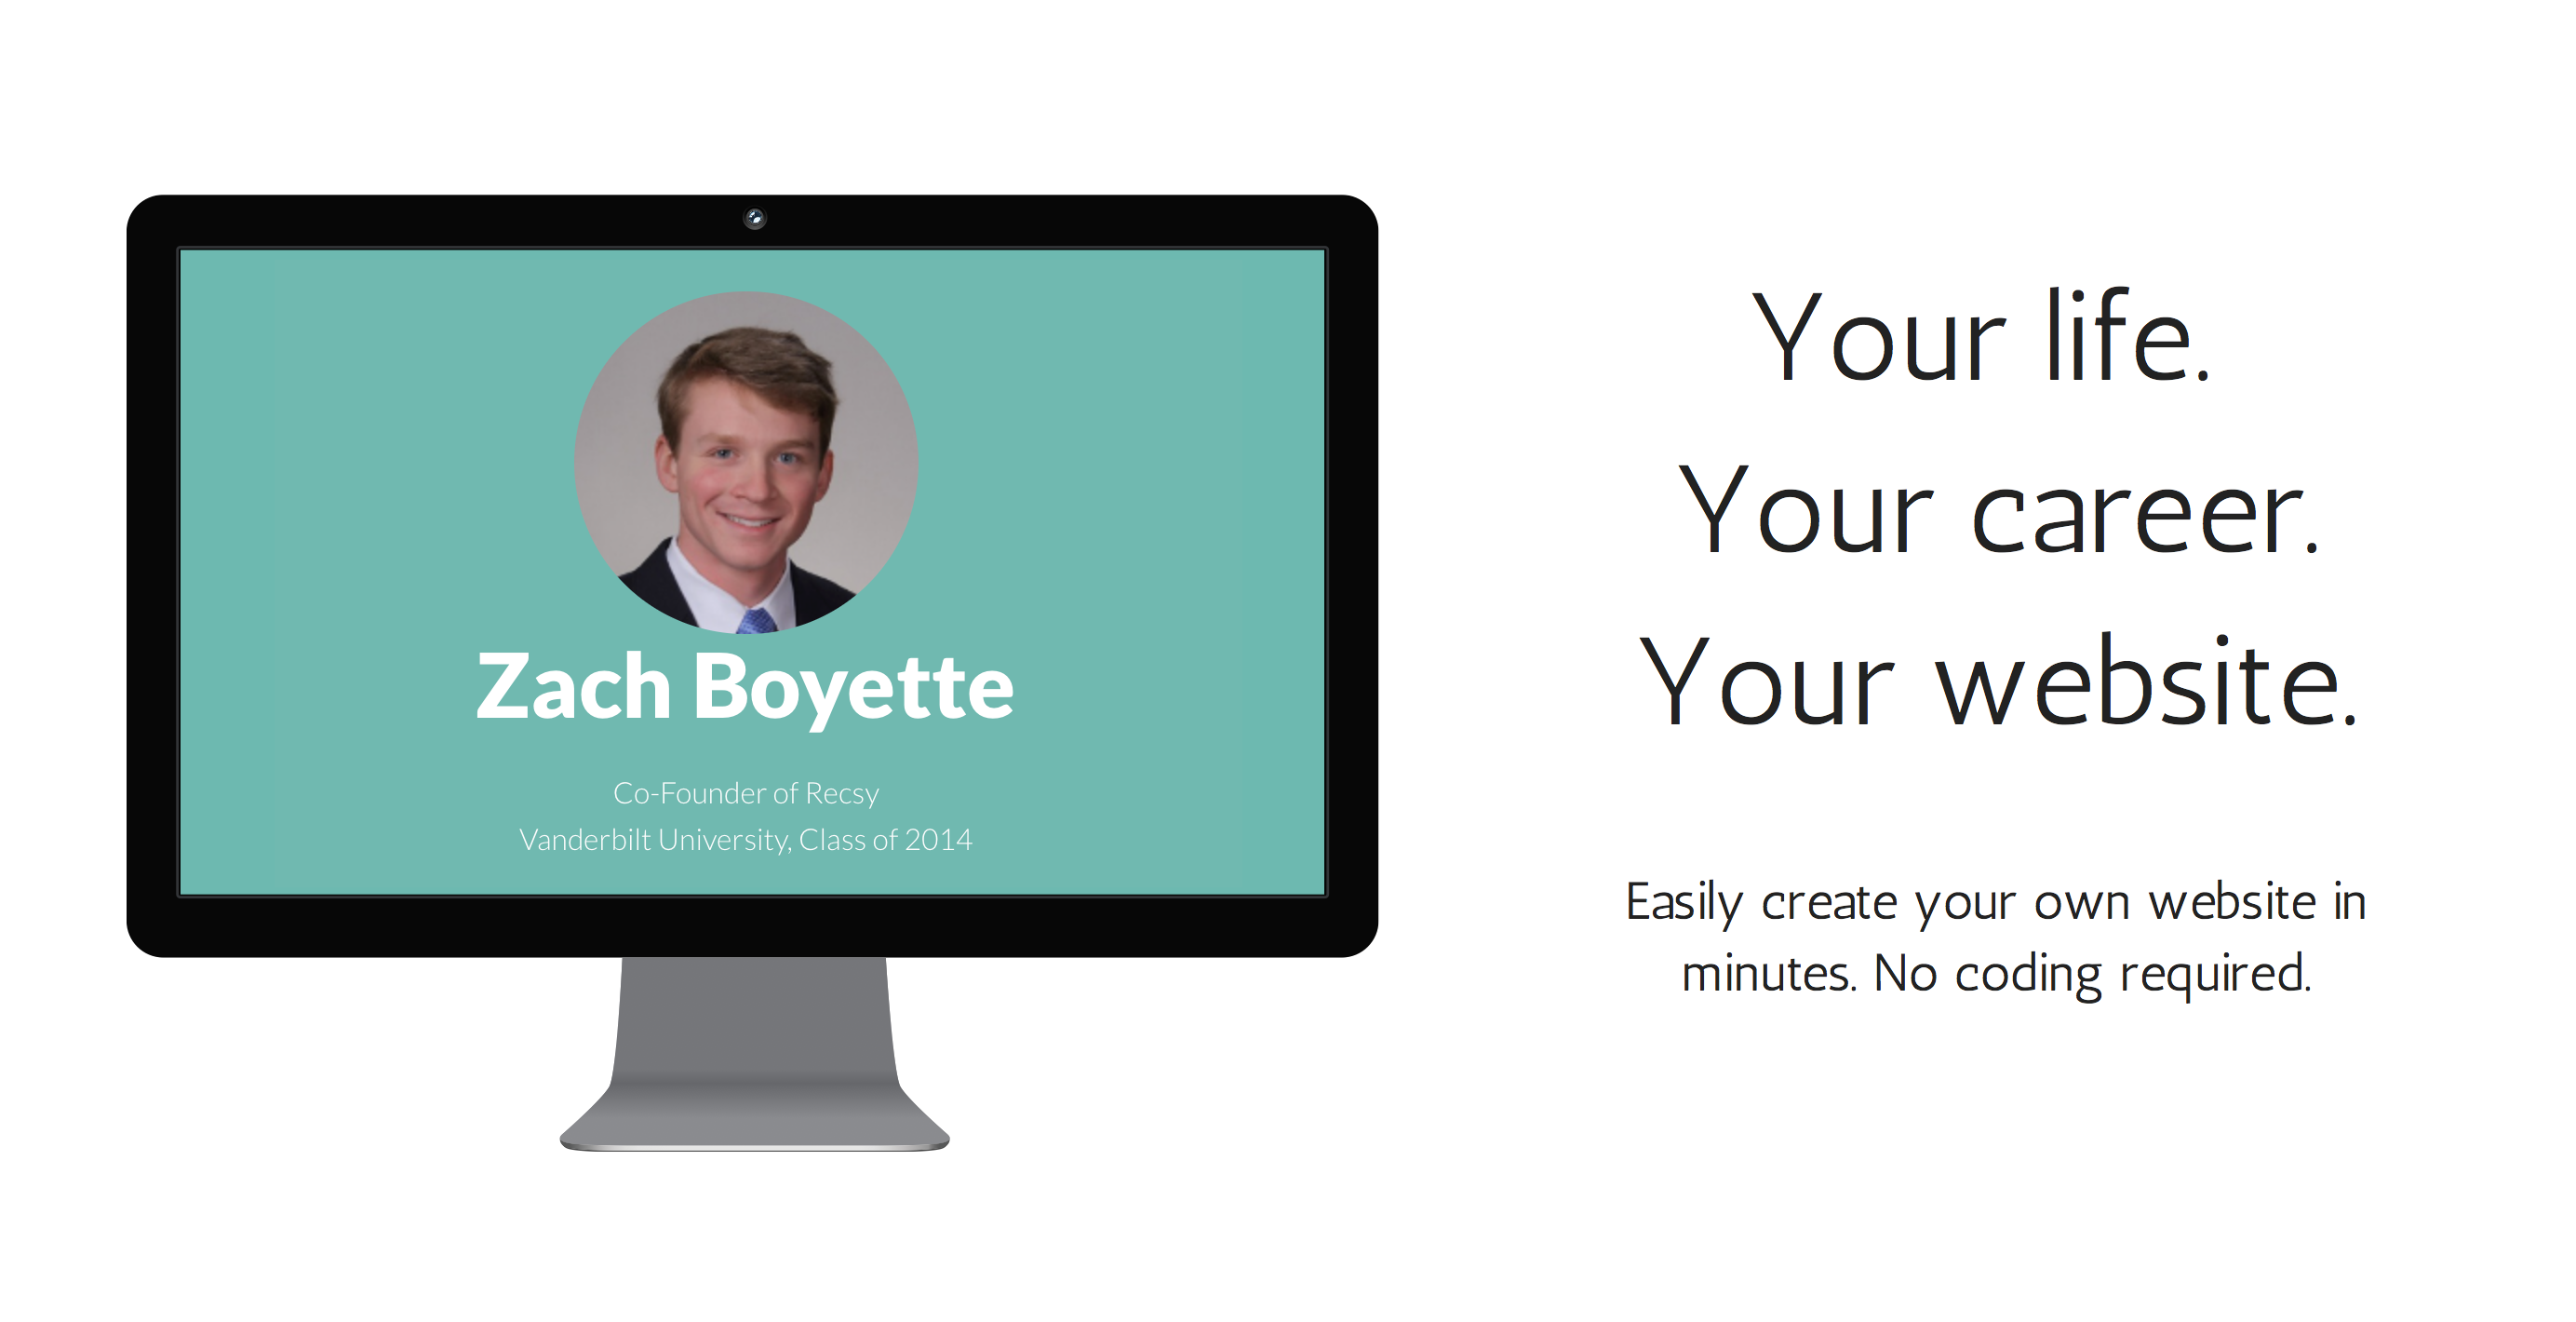 Zach Boyette
Co-Founder of Recsy
Vanderbilt University, Class of 2014
Your life.
Your career.
Your website.
Easily create your own website in
minutes. No coding required.